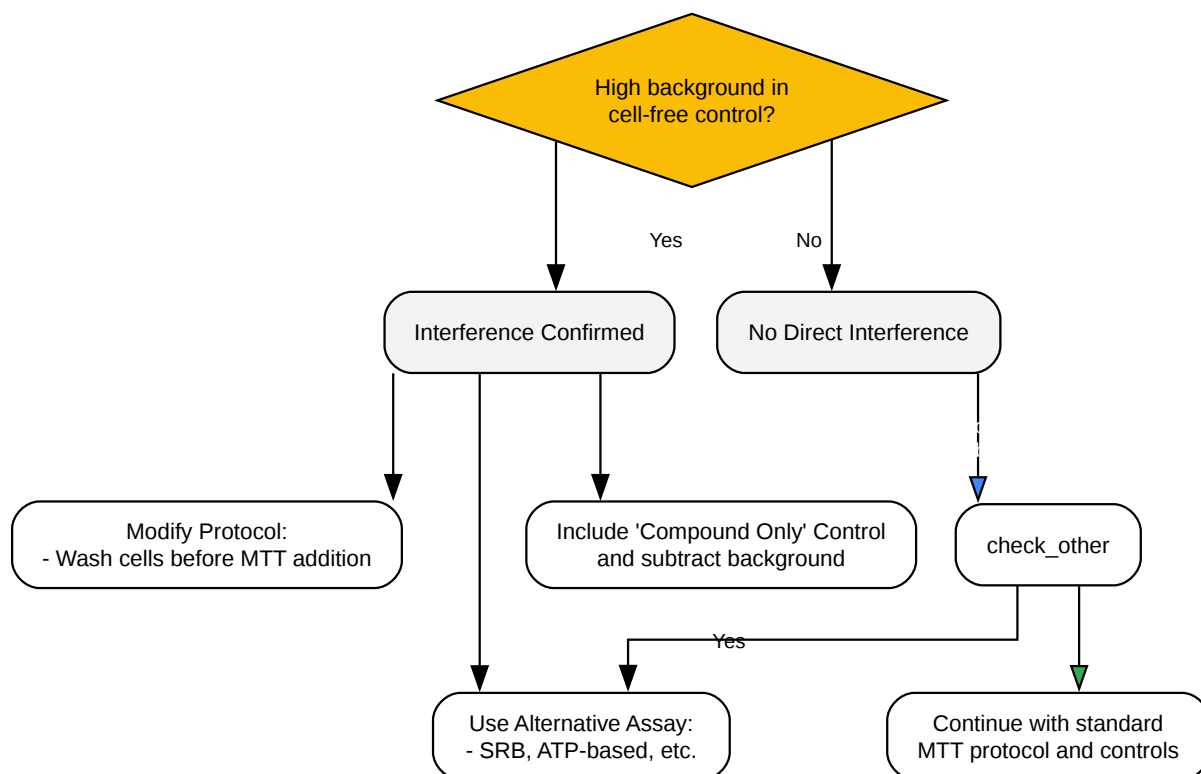 High background in
cell-free control?
Yes
No
Interference Confirmed
No Direct Interference
Modify Protocol:
- Wash cells before MTT addition
Include 'Compound Only' Control
and subtract background
check_other
Yes
Use Alternative Assay:
- SRB, ATP-based, etc.
Continue with standard
MTT protocol and controls